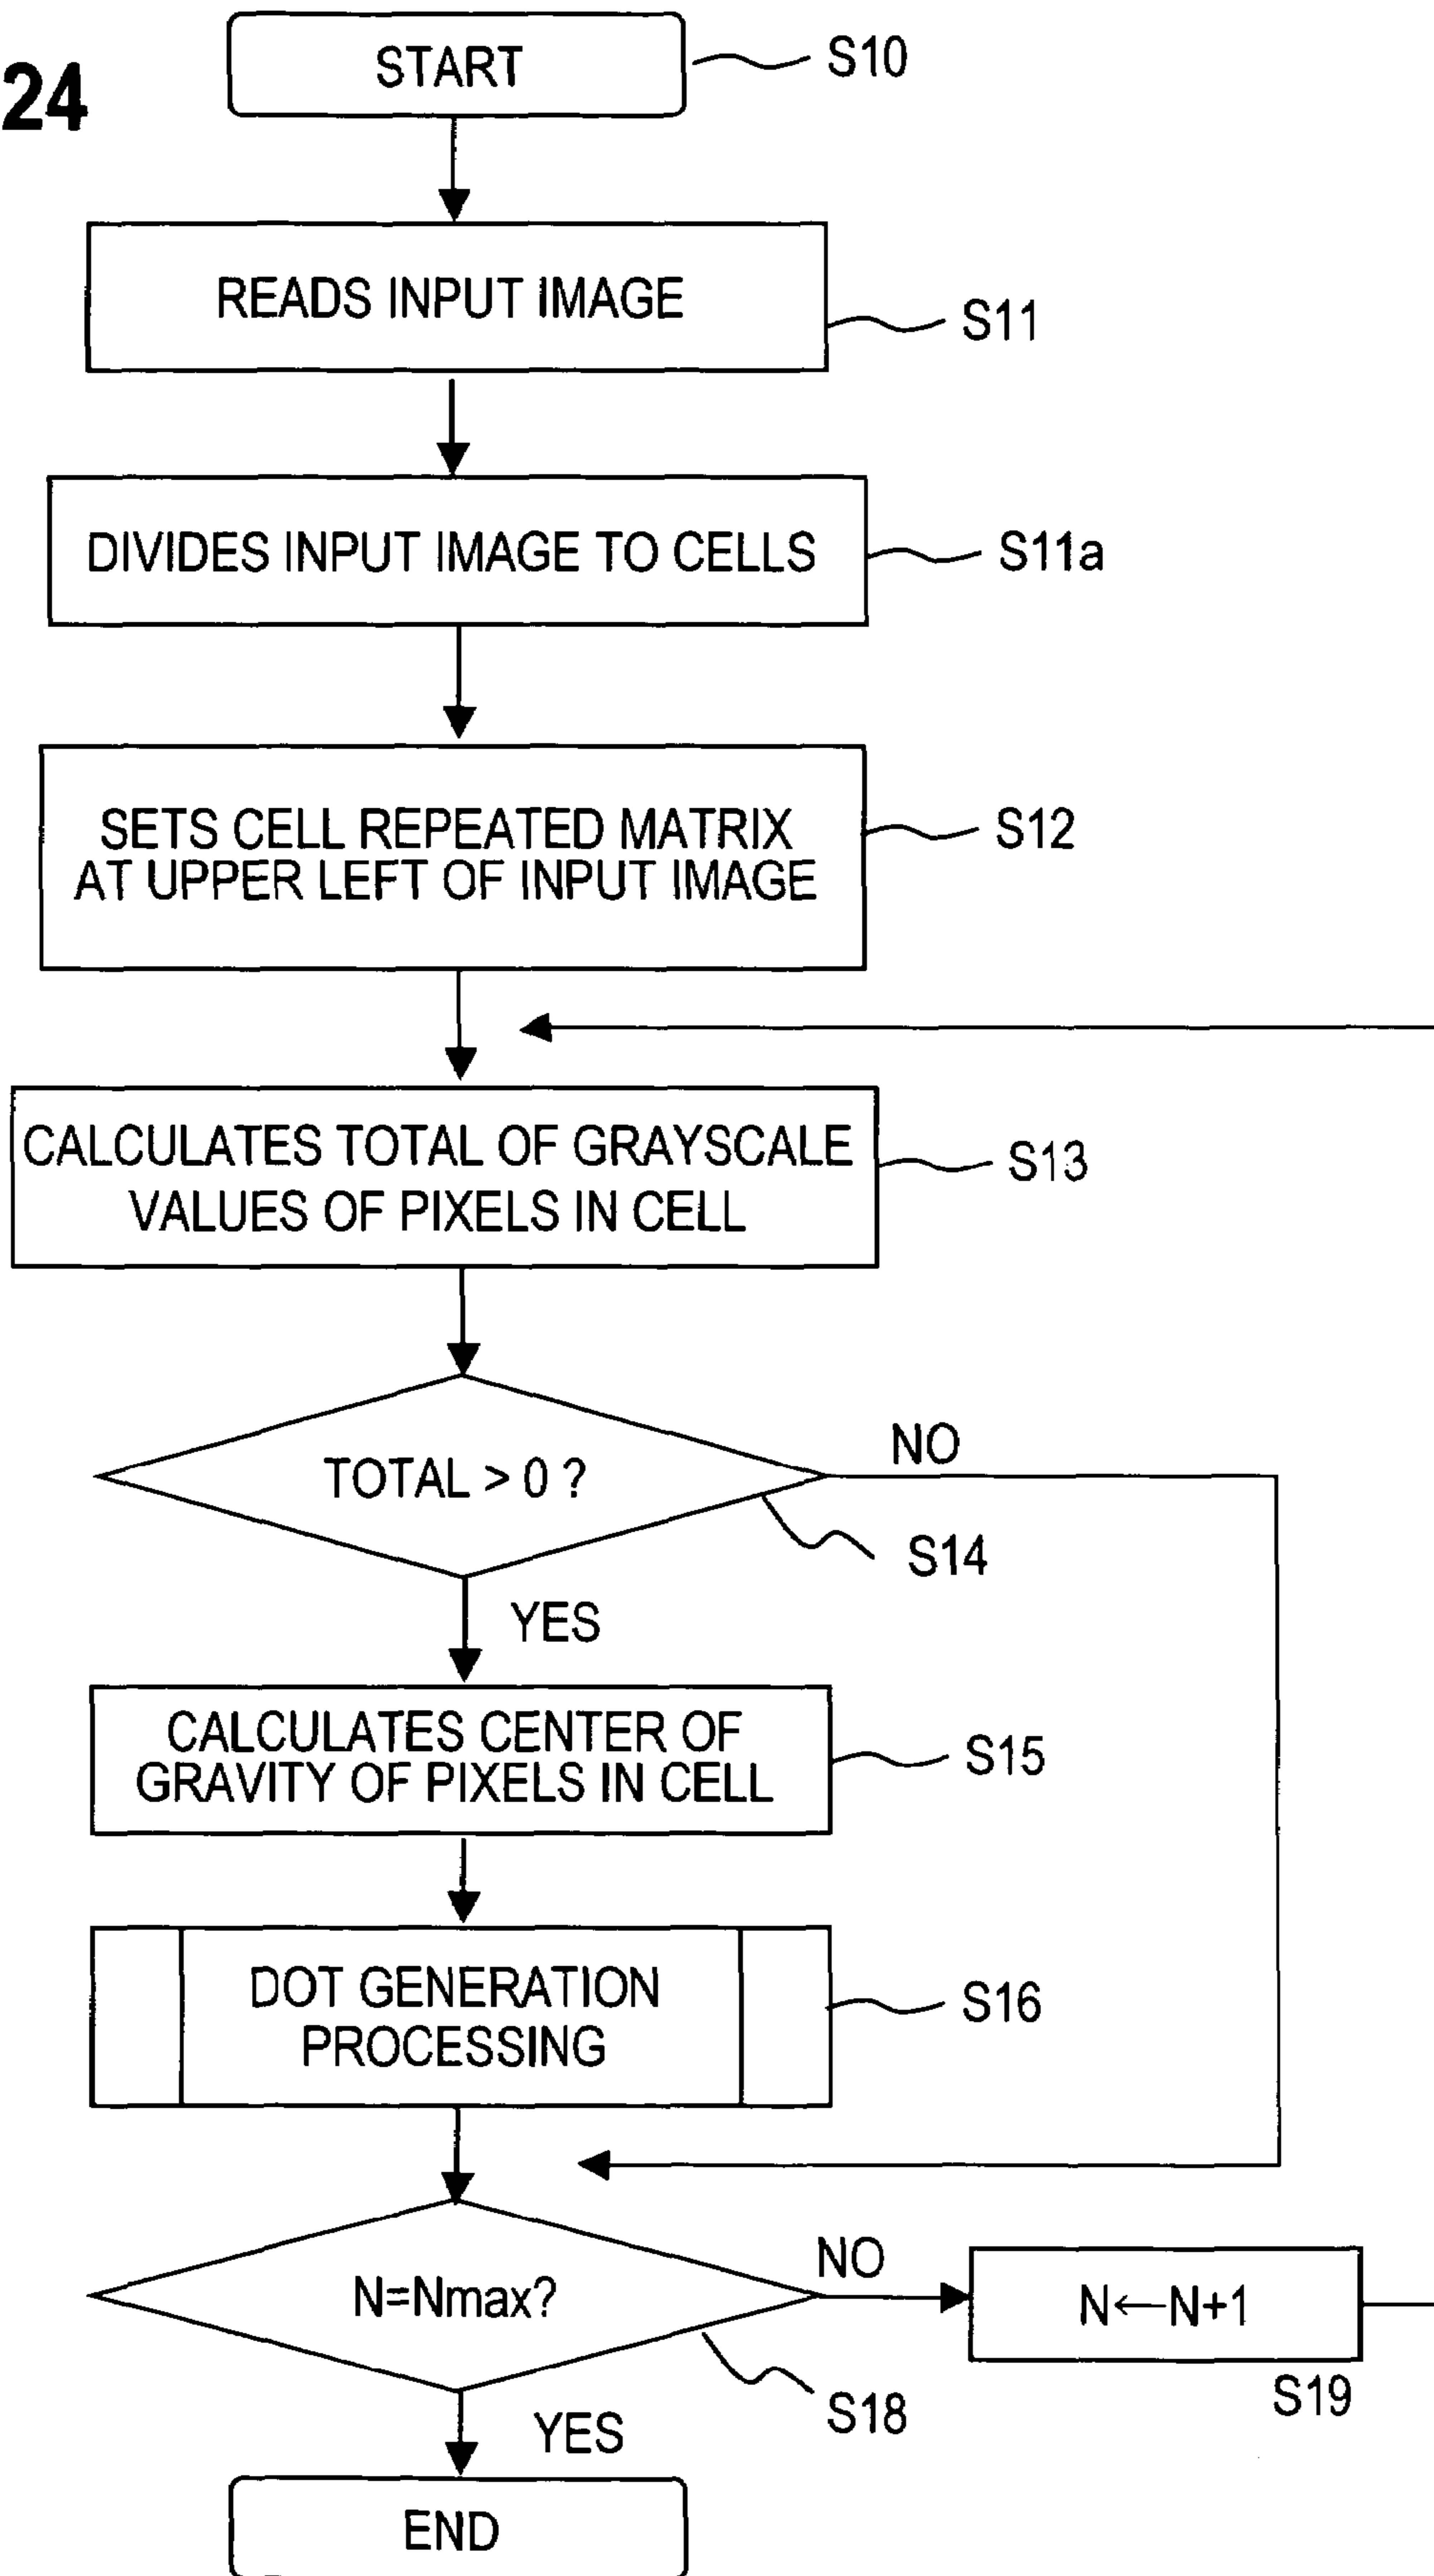 24
START
S10
READS INPUT IMAGE
S11
DIVIDES INPUT IMAGE TO CELLS
S11a
SETS CELL REPEATED MATRIX
AT UPPER LEFT OF INPUT IMAGE
S12
CALCULATES TOTAL OF GRAYSCALE
VALUES OF PIXELS IN CELL
S13
TOTAL > 0 ?
NO
S14
YES
CALCULATES CENTER OF
GRAVITY OF PIXELS IN CELL
S15
DOT GENERATION
PROCESSING
S16
N=Nmax?
NO
N←N+1
S18
S19
YES
END